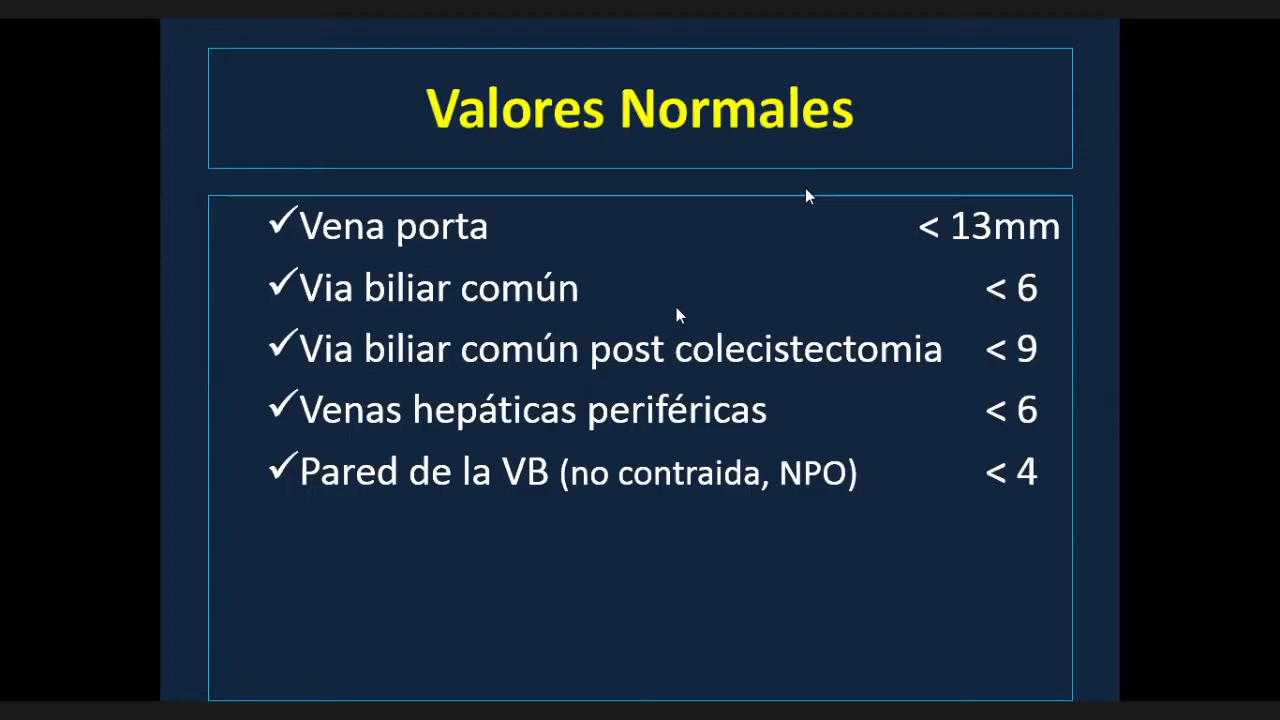 Valores Normales
✓Vena porta < 13mm
✓Via biliar común < 6
✓Via biliar común post colecistectomia < 9
✓Venas hepáticas periféricas < 6
✓Pared de la VB (no contraida, NPO) < 4